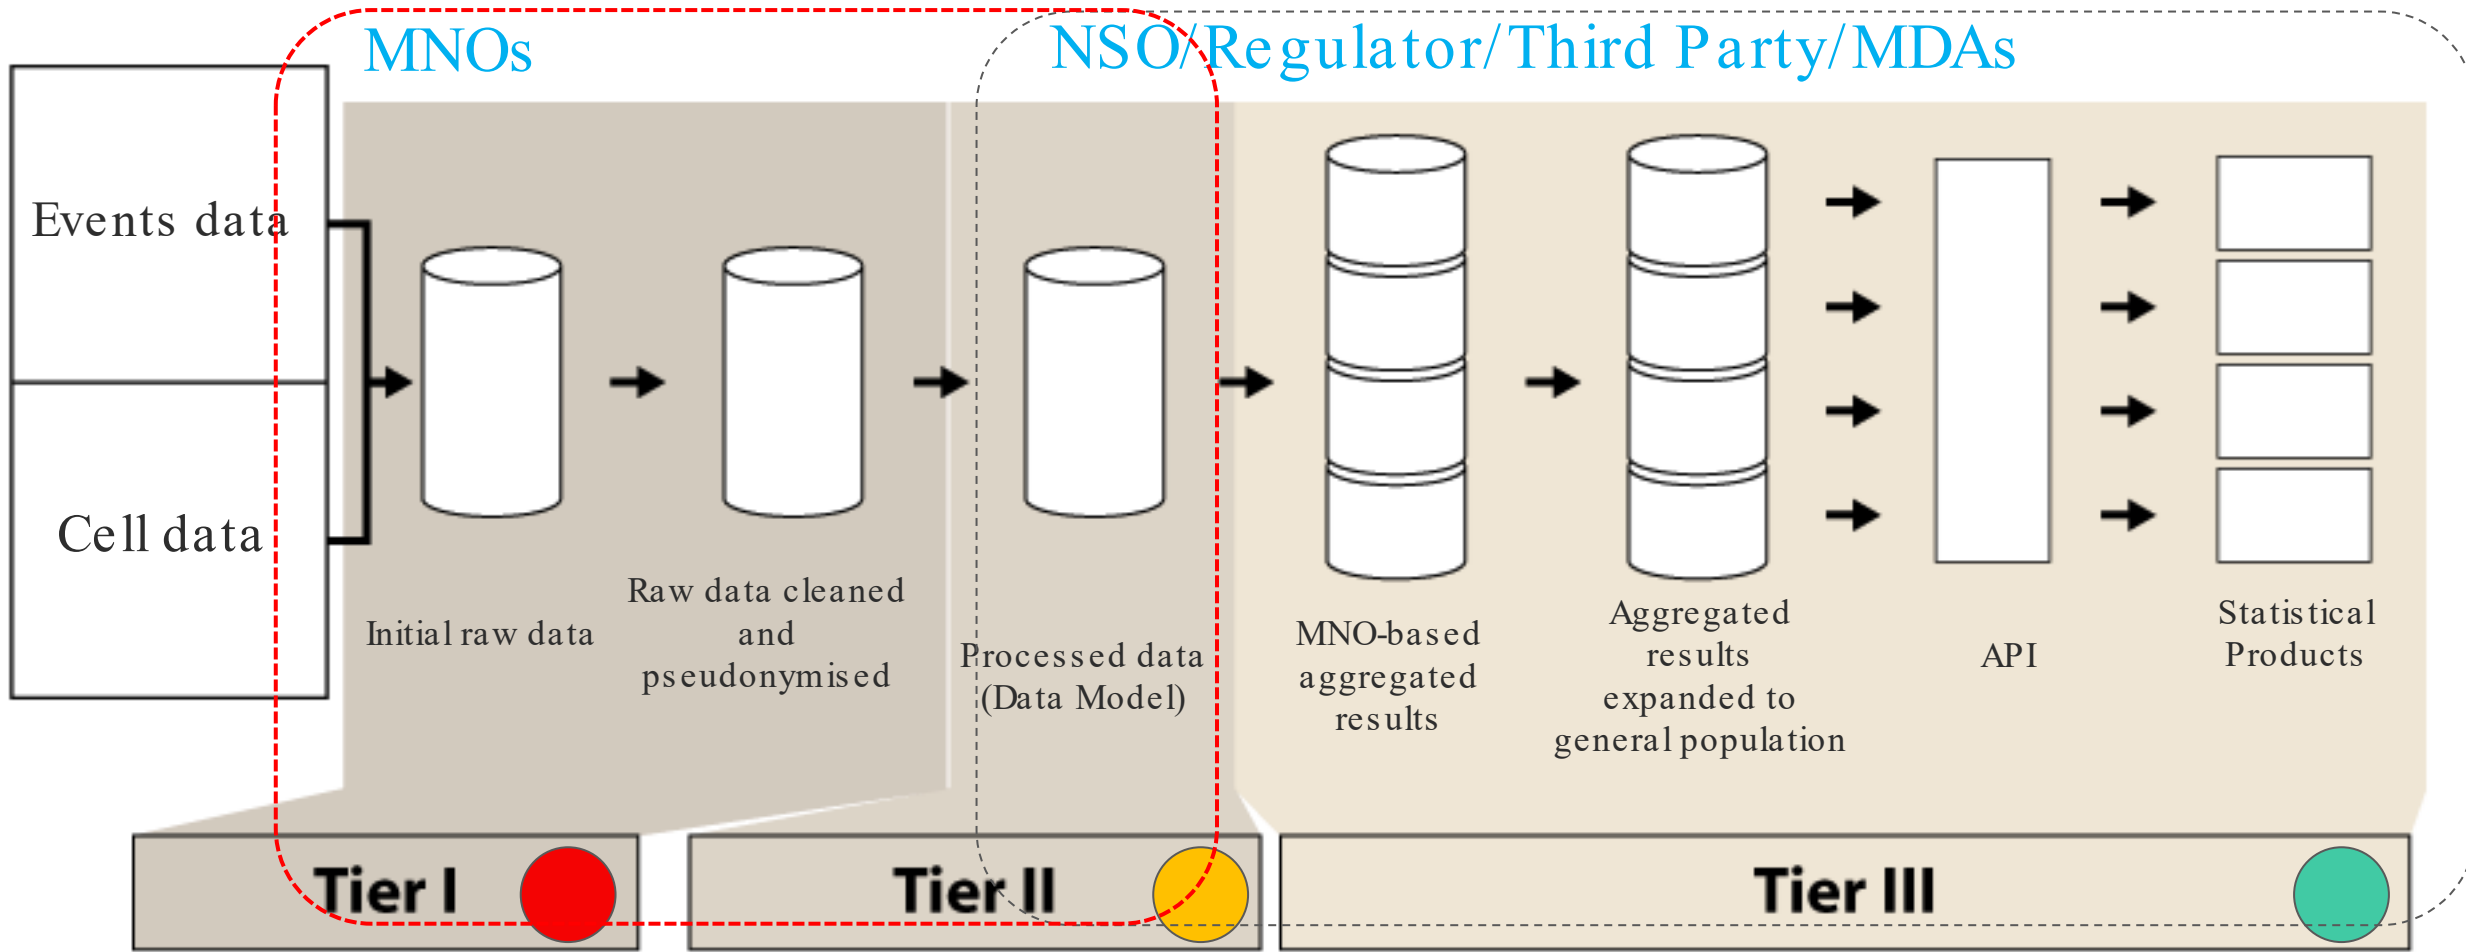 MNOs
NSO/Regulator/Third Party/MDAs
Events data
Cell data
Initial raw data
Raw data cleaned
and
pseudonymised
Processed data
(Data Model)
MNO-based
aggregated
results
Aggregated
results
expanded to
general population
API
Statistical
Products
Tier I
Tier II
Tier III